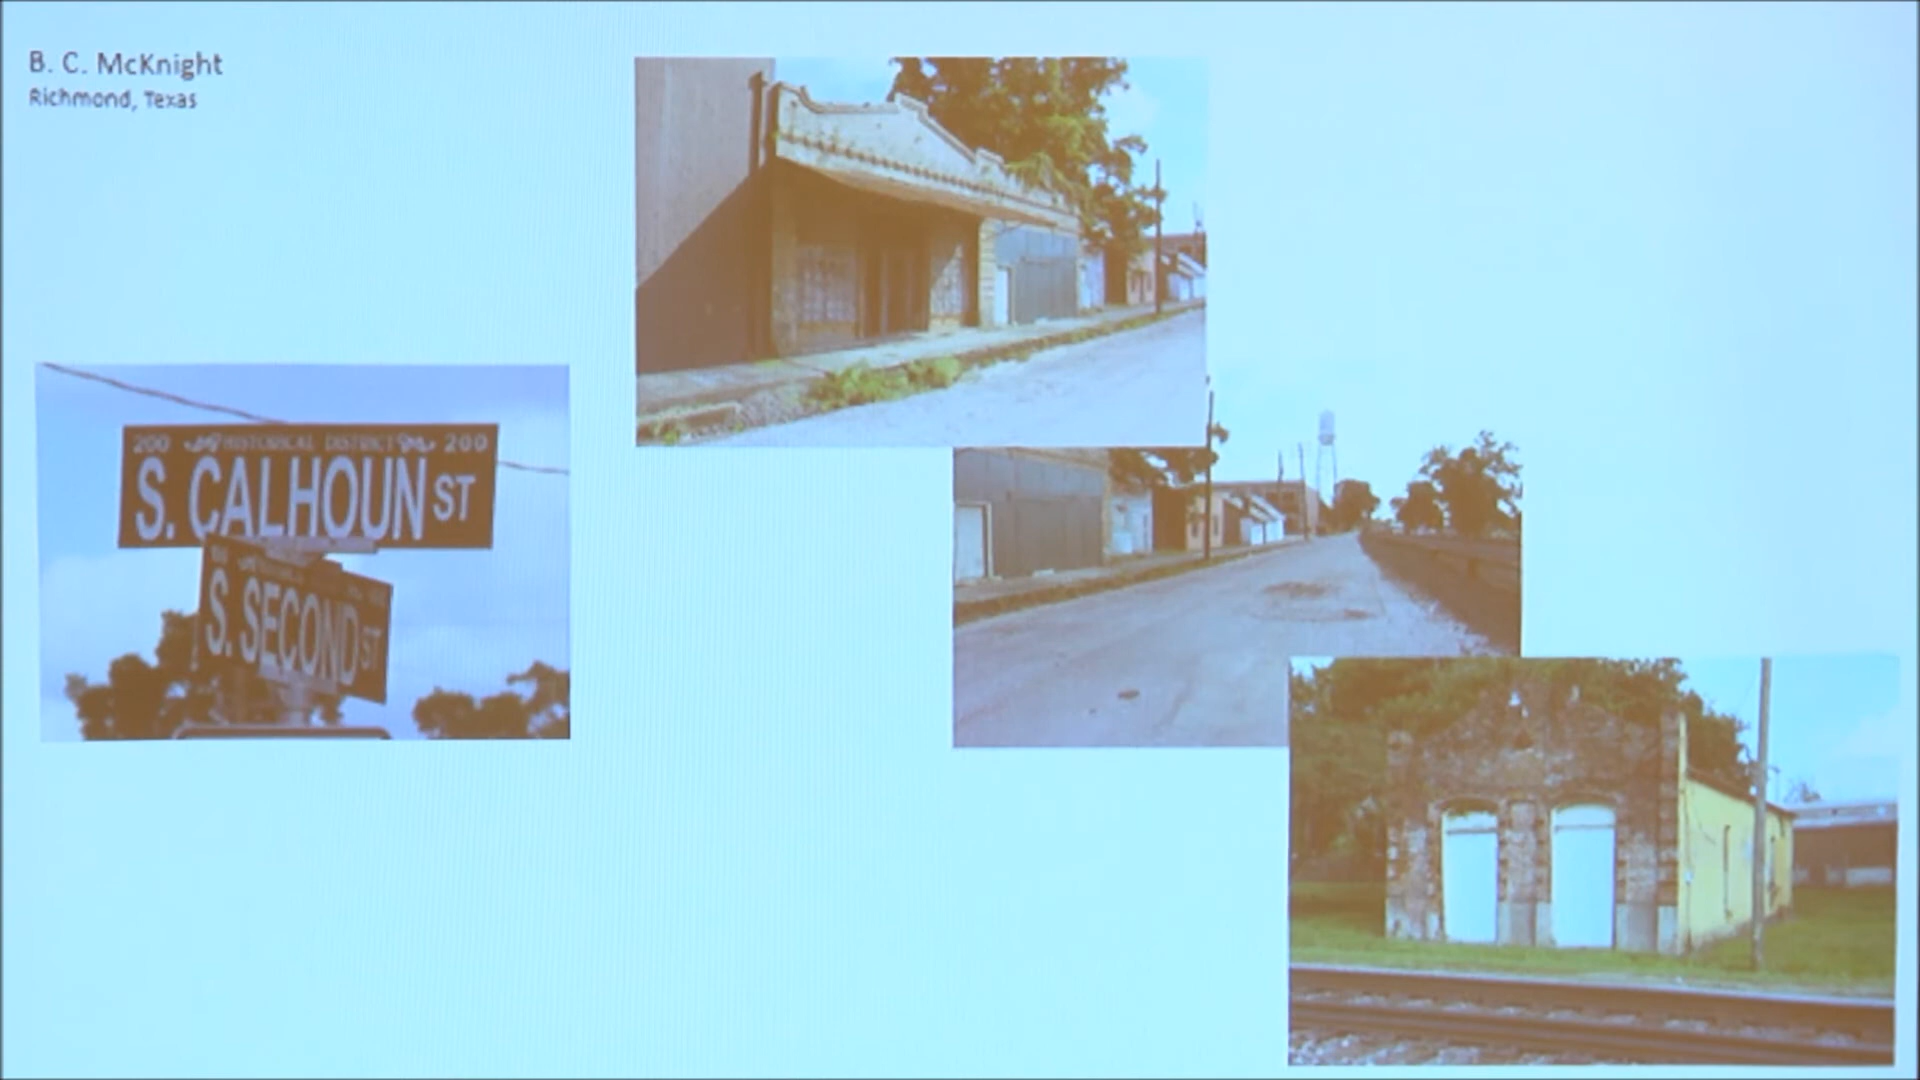 B. C. McKnight
Richmond, Texas
200 HISTORICAL DISTRICT 200
S. CALHOUN ST
S. SECOND ST